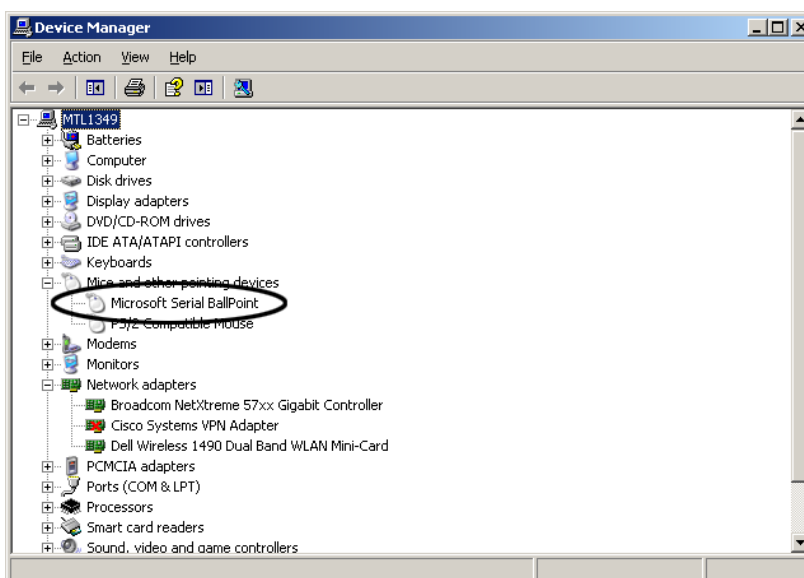 Device Manager
File Action View Help
MTL1349
Batteries
Computer
Disk drives
Display adapters
DVD/CD-ROM drives
IDE ATA/ATAPI controllers
Keyboards
Mice and other pointing devices
Microsoft Serial BallPoint
PS/2 Compatible Mouse
Modems
Monitors
Network adapters
Broadcom NetXtreme 57xx Gigabit Controller
Cisco Systems VPN Adapter
Dell Wireless 1490 Dual Band WLAN Mini-Card
PCMCIA adapters
Ports (COM & LPT)
Processors
Smart card readers
Sound, video and game controllers